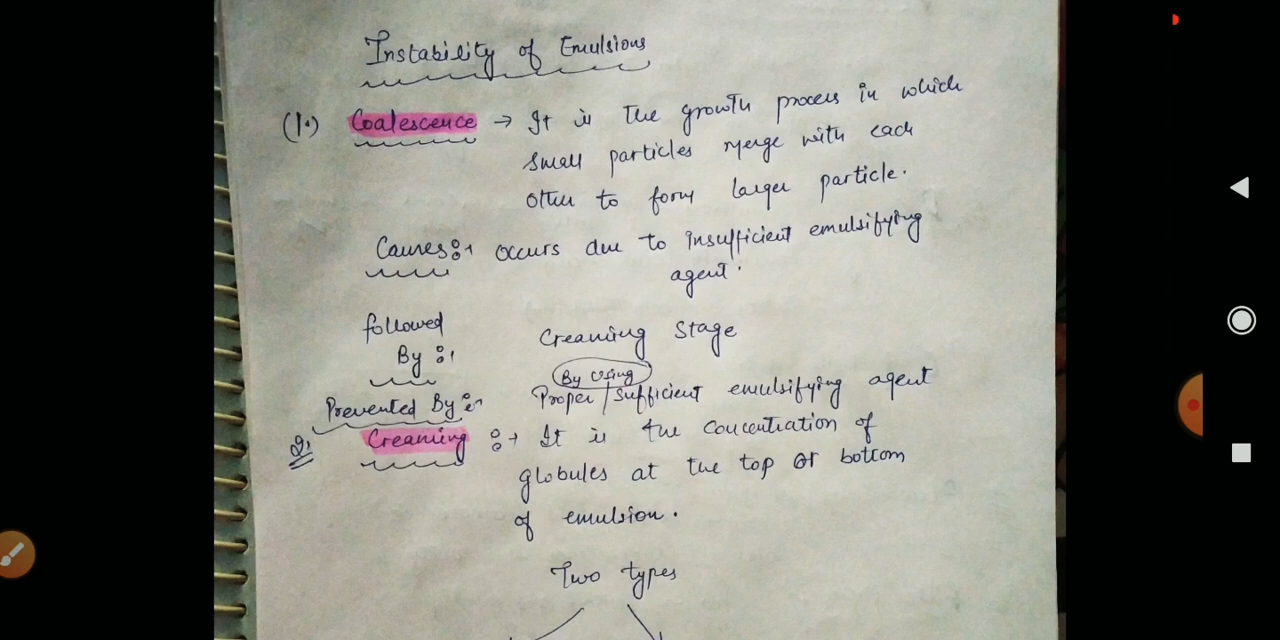 Instability of Emulsions
(1.) Coalescence → It is the growth process in which
small particles merge with each
other to form larger particle.
Causes:→ occurs due to insufficient emulsifying
agent.
followed
By:→ Creaming Stage
By Using
Prevented By:→ Proper/Sufficient emulsifying agent
2. Creaming:→ It is the concentration of
globules at the top or bottom
of emulsion.
Two types